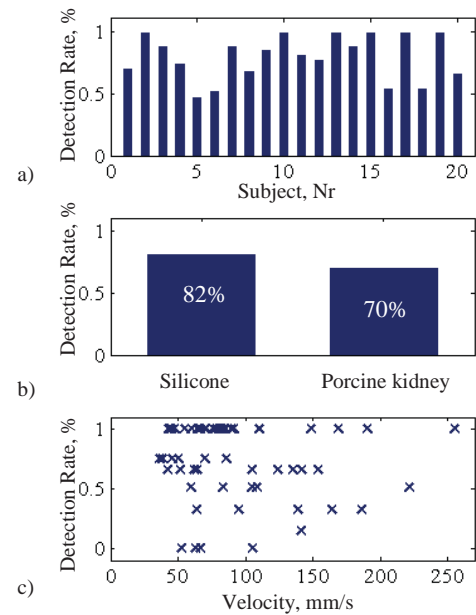 Detection Rate, %
1
0.5
0
0 5 10 15 20
a)
Subject, Nr
Detection Rate, %
1
0.5
0
82%
70%
b)
Silicone Porcine kidney
Detection Rate, %
1
0.5
0
0 50 100 150 200 250
c)
Velocity, mm/s